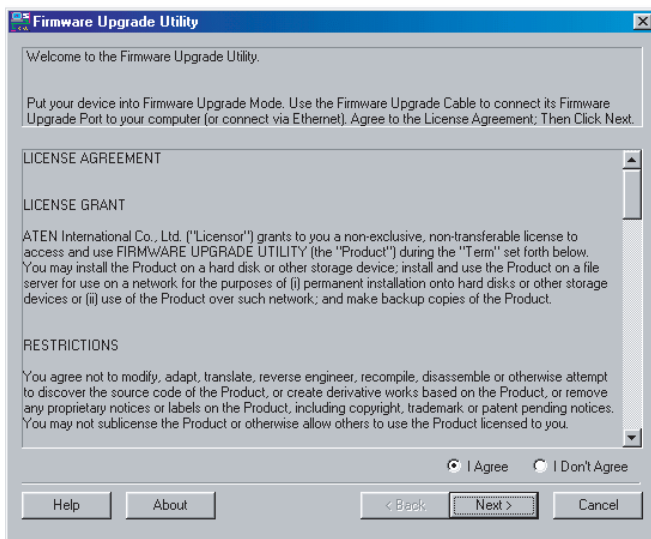 Firmware Upgrade Utility
Welcome to the Firmware Upgrade Utility.
Put your device into Firmware Upgrade Mode. Use the Firmware Upgrade Cable to connect its Firmware
Upgrade Port to your computer (or connect via Ethernet). Agree to the License Agreement; Then Click Next.
LICENSE AGREEMENT
LICENSE GRANT
ATEN International Co., Ltd. ("Licensor") grants to you a non-exclusive, non-transferable license to
access and use FIRMWARE UPGRADE UTILITY (the "Product") during the "Term" set forth below.
You may install the Product on a hard disk or other storage device; install and use the Product on a file
server for use on a network for the purposes of (i) permanent installation onto hard disks or other storage
devices or (ii) use of the Product over such network; and make backup copies of the Product.
RESTRICTIONS
You agree not to modify, adapt, translate, reverse engineer, recompile, disassemble or otherwise attempt
to discover the source code of the Product, or create derivative works based on the Product, or remove
any proprietary notices or labels on the Product, including copyright, trademark or patent pending notices.
You may not sublicense the Product or otherwise allow others to use the Product licensed to you.
I Agree I Don't Agree
Help About < Back Next > Cancel